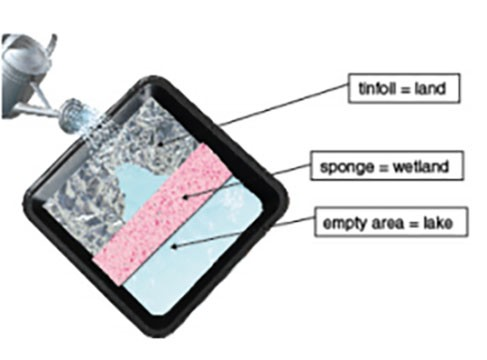 tinfoil = land
sponge = wetland
empty area = lake